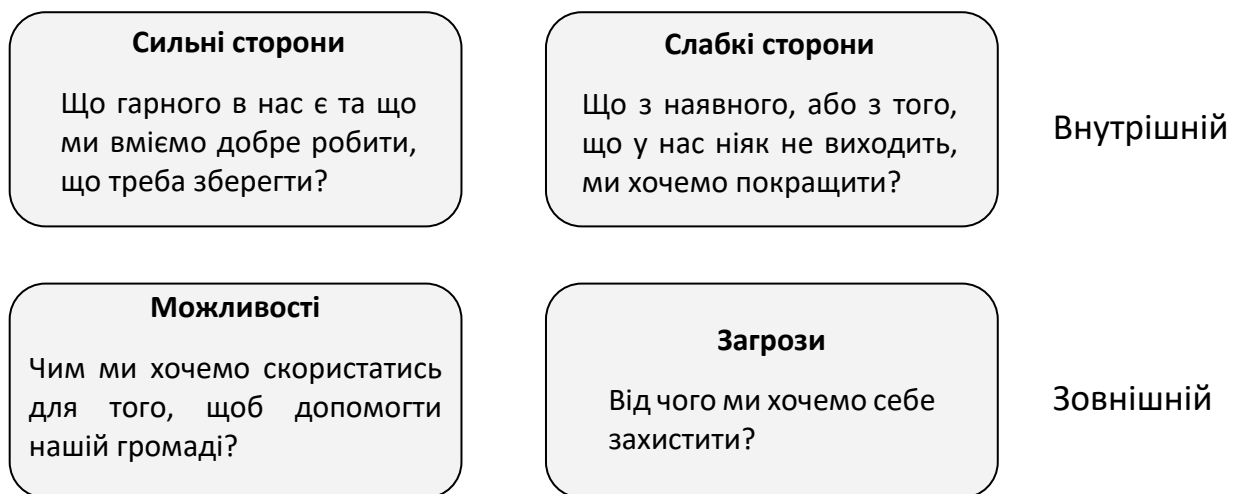 Сильні сторони
Що гарного в нас є та що
ми вміємо добре робити,
що треба зберегти?
Слабкі сторони
Що з наявного, або з того,
що у нас ніяк не виходить,
ми хочемо покращити?
Внутрішній
Можливості
Чим ми хочемо скористатись
для того, щоб допомогти
нашій громаді?
Загрози
Від чого ми хочемо себе
захистити?
Зовнішній